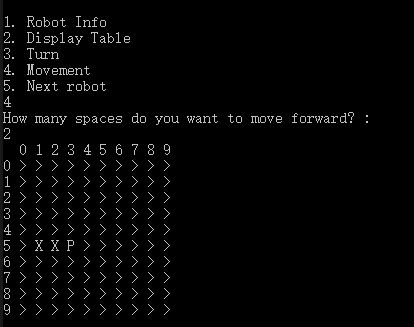 1. Robot Info
2. Display Table
3. Turn
4. Movement
5. Next robot
4
How many spaces do you want to move forward? :
2
  0 1 2 3 4 5 6 7 8 9
0 > > > > > > > > > >
1 > > > > > > > > > >
2 > > > > > > > > > >
3 > > > > > > > > > >
4 > > > > > > > > > >
5 > X X P > > > > > >
6 > > > > > > > > > >
7 > > > > > > > > > >
8 > > > > > > > > > >
9 > > > > > > > > > >